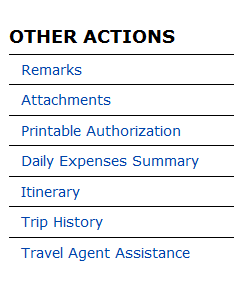 OTHER ACTIONS
Remarks
Attachments
Printable Authorization
Daily Expenses Summary
Itinerary
Trip History
Travel Agent Assistance